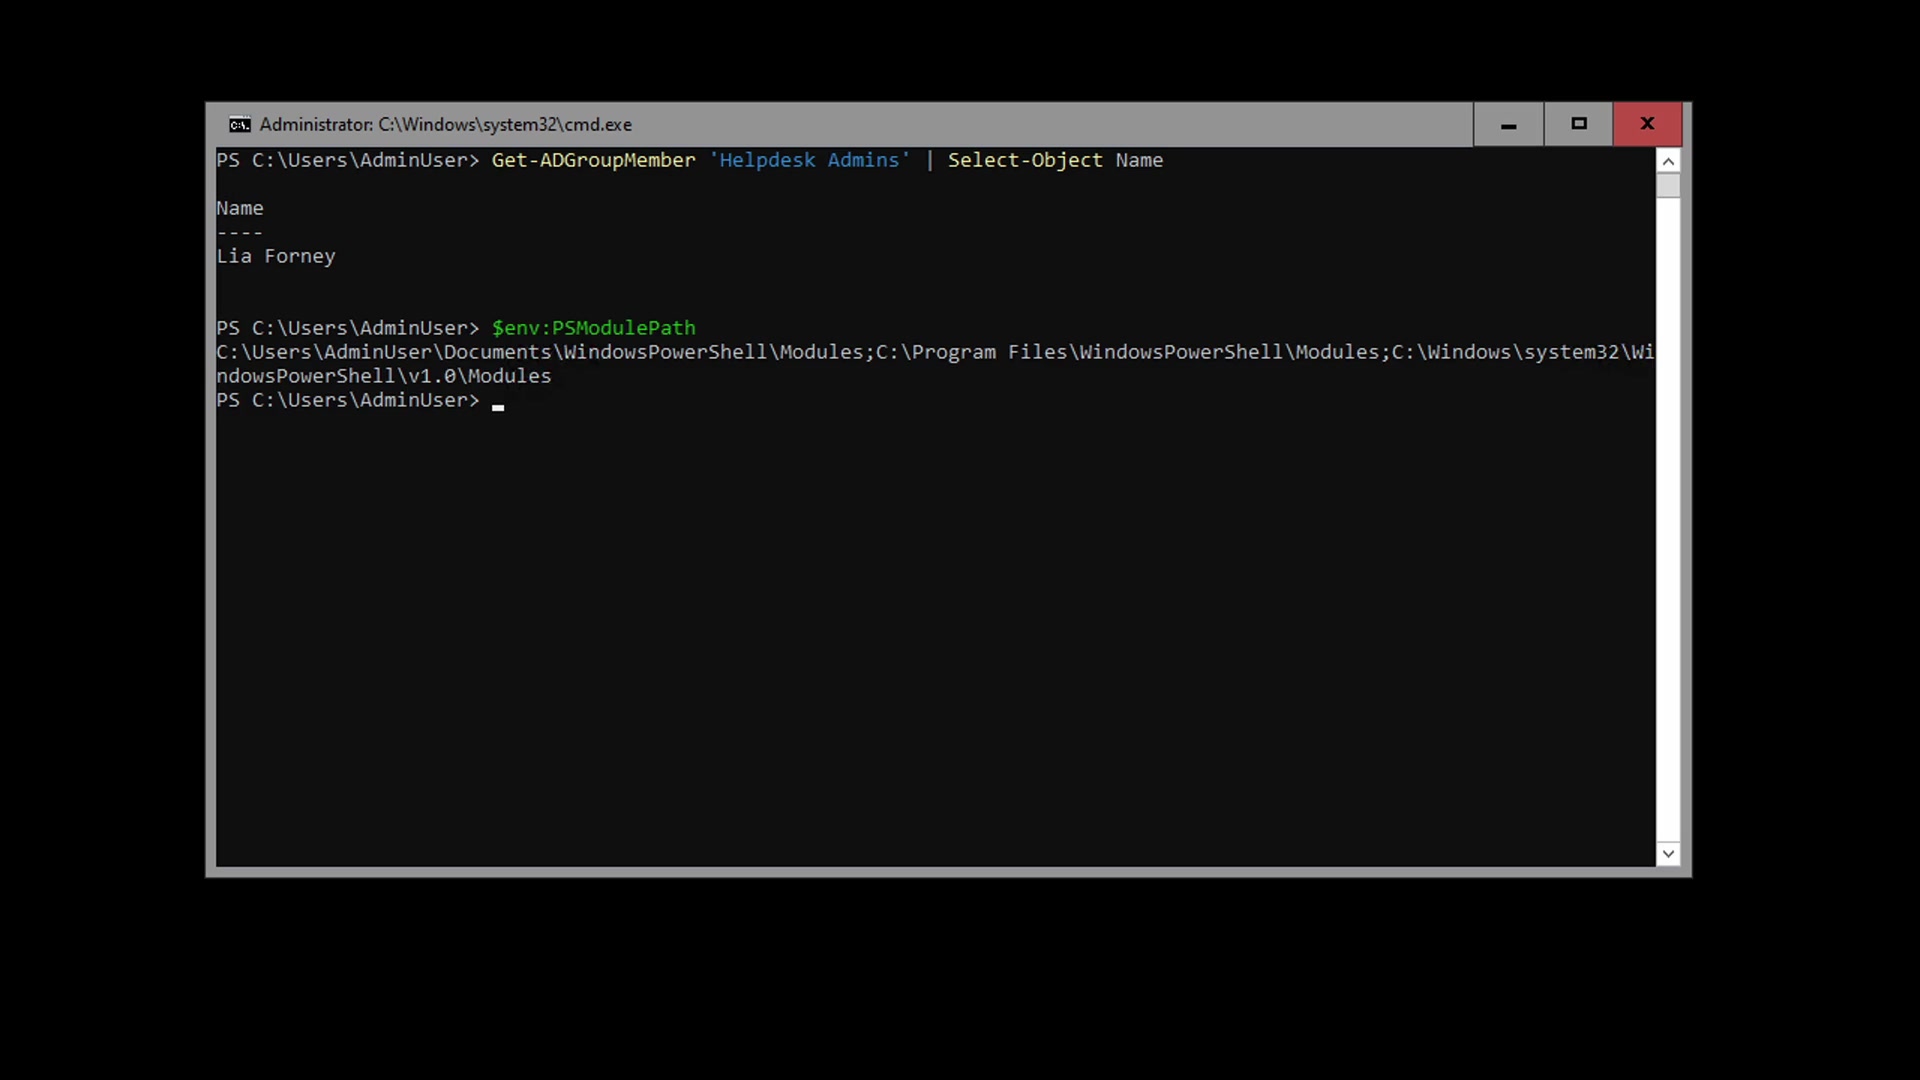 Administrator: C:\Windows\system32\cmd.exe
PS C:\Users\AdminUser> Get-ADGroupMember 'Helpdesk Admins' | Select-Object Name
Name
----
Lia Forney
PS C:\Users\AdminUser> $env:PSModulePath
C:\Users\AdminUser\Documents\WindowsPowerShell\Modules;C:\Program Files\WindowsPowerShell\Modules;C:\Windows\system32\Wi
ndowsPowerShell\v1.0\Modules
PS C:\Users\AdminUser>